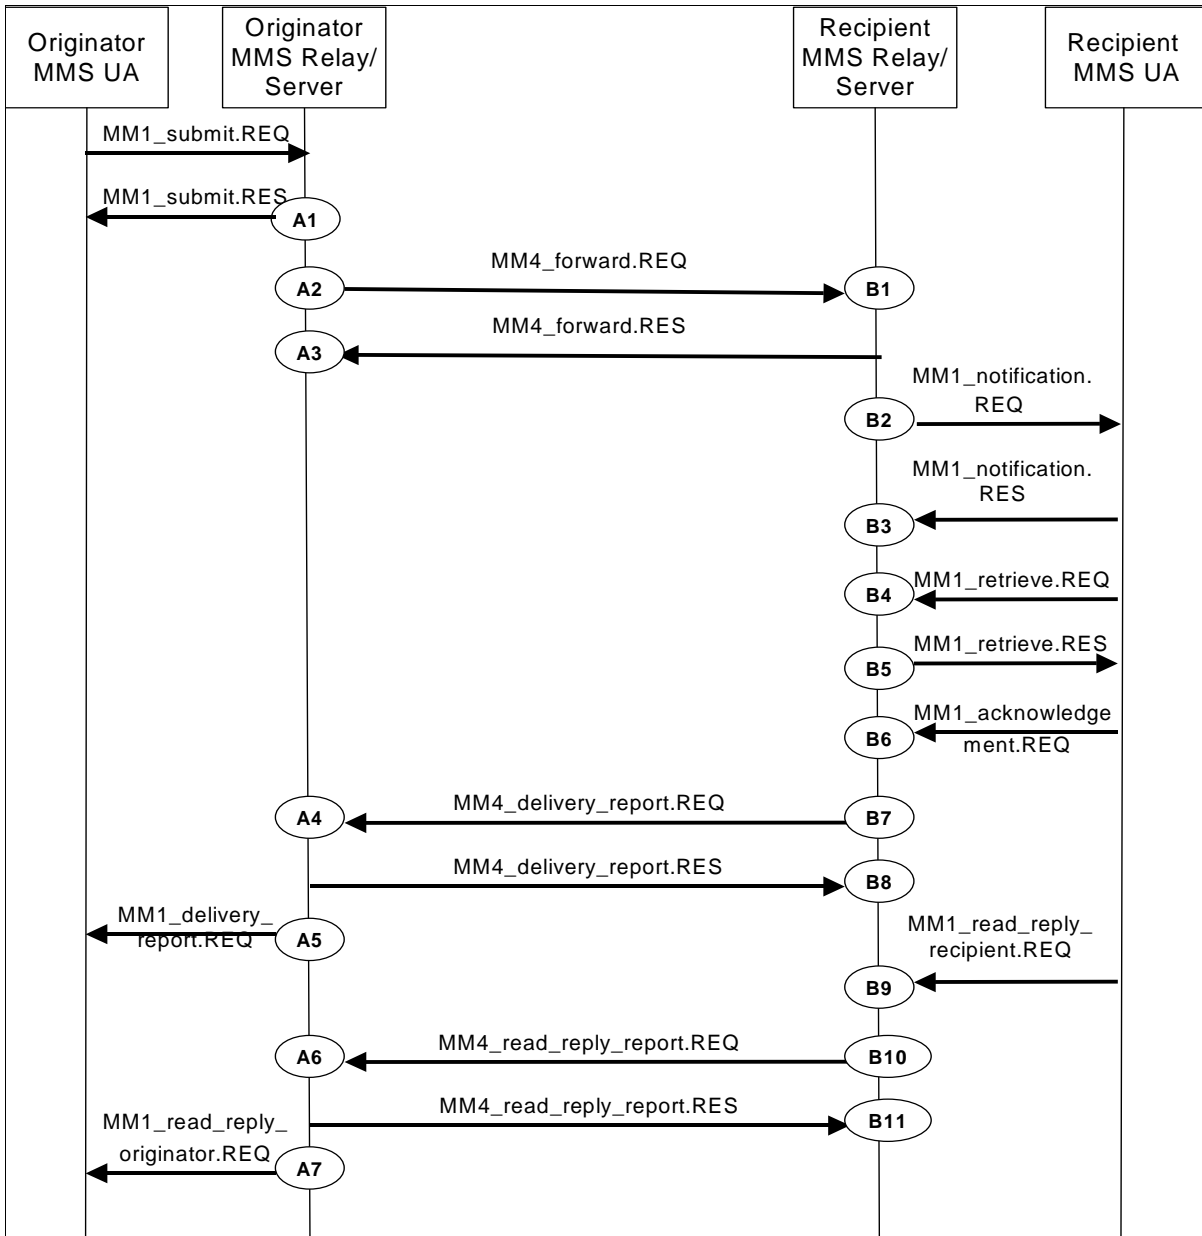 Originator
MMS UA
Originator
MMS Relay/
Server
Recipient
MMS Relay/
Server
Recipient
MMS UA
MM1_submit.REQ
MM1_submit.RES
A1
MM4_forward.REQ
A2
B1
MM4_forward.RES
A3
MM1_notification.
REQ
B2
MM1_notification.
RES
B3
MM1_retrieve.REQ
B4
MM1_retrieve.RES
B5
MM1_acknowledge
ment.REQ
B6
MM4_delivery_report.REQ
A4
B7
MM4_delivery_report.RES
B8
MM1_delivery_
report.REQ
A5
MM1_read_reply_
recipient.REQ
B9
MM4_read_reply_report.REQ
A6
B10
MM4_read_reply_report.RES
B11
MM1_read_reply_
originator.REQ
A7